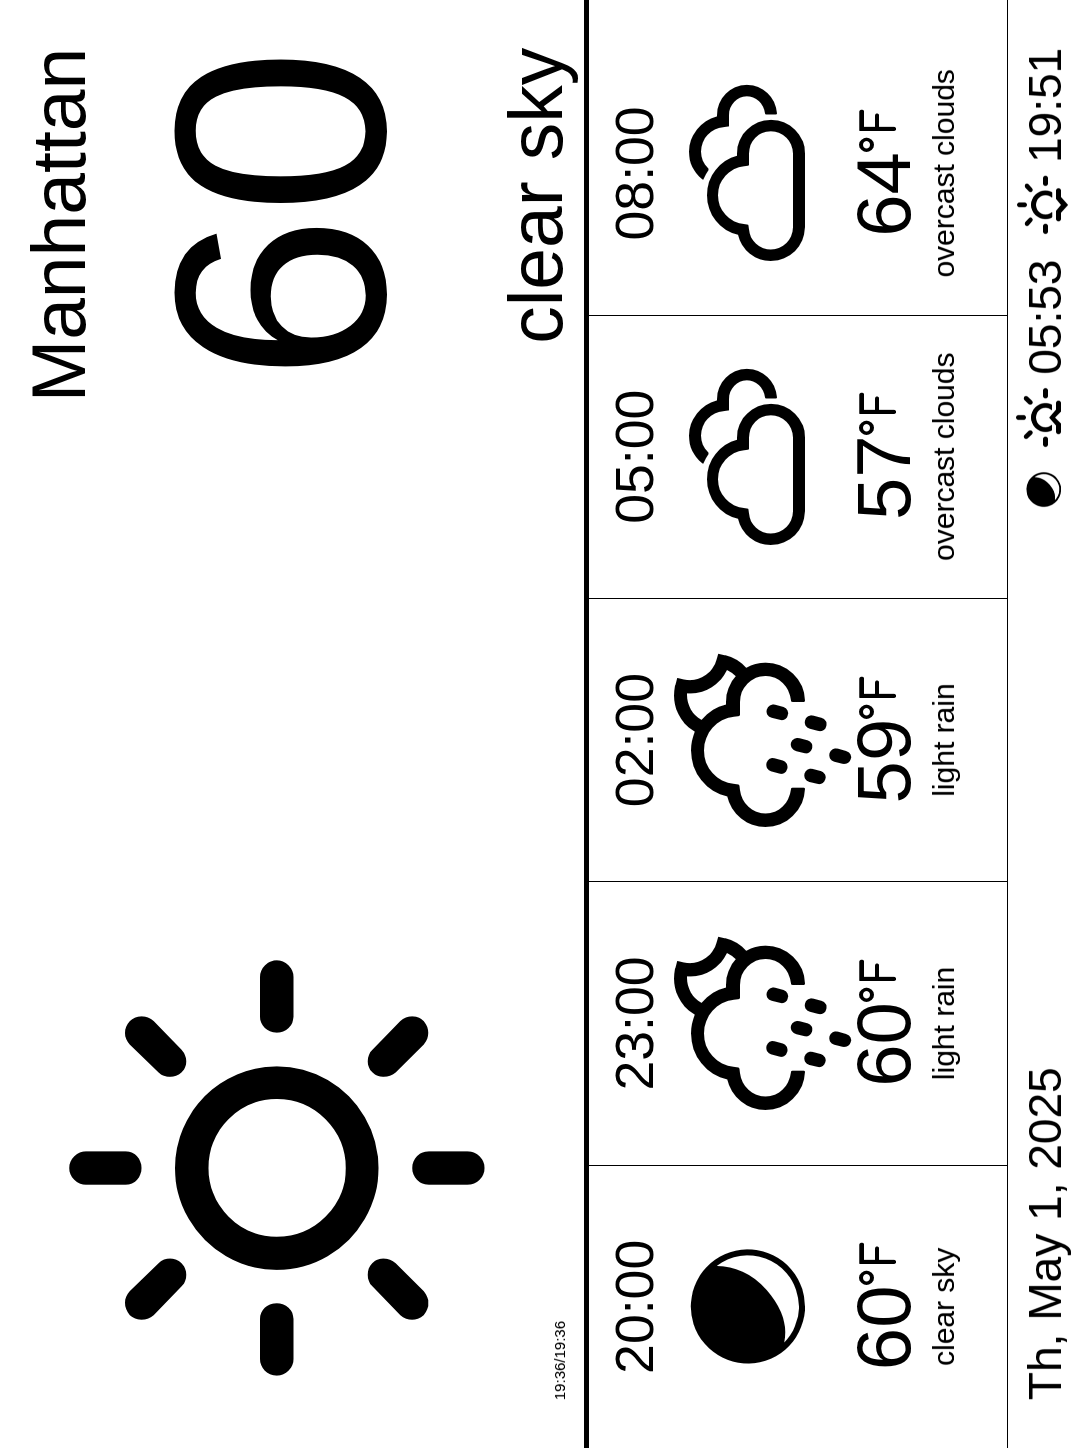 Manhattan
60
clear sky
19:36/19:36
20:00
23:00
02:00
05:00
08:00
60°F
60°F
59°F
57°F
64°F
clear sky
light rain
light rain
overcast clouds
overcast clouds
Th, May 1, 2025
05:53
19:51